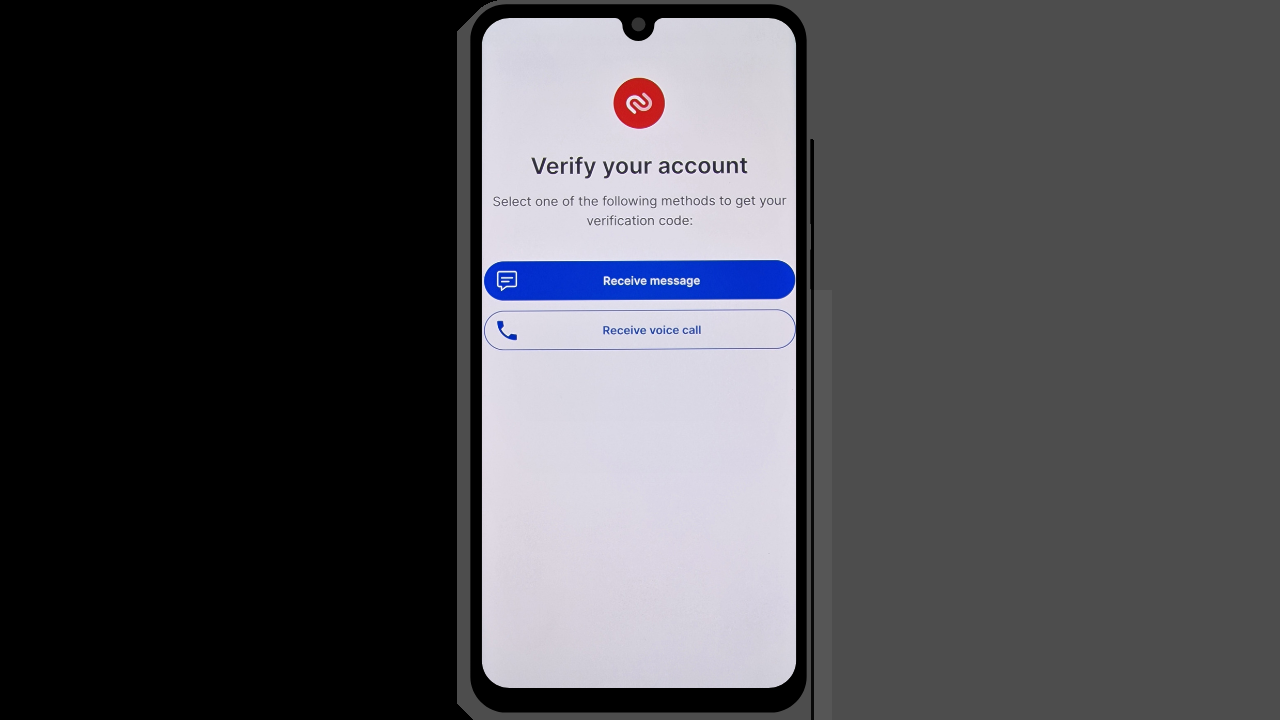 Verify your account
Select one of the following methods to get your
verification code:
Receive message
Receive voice call